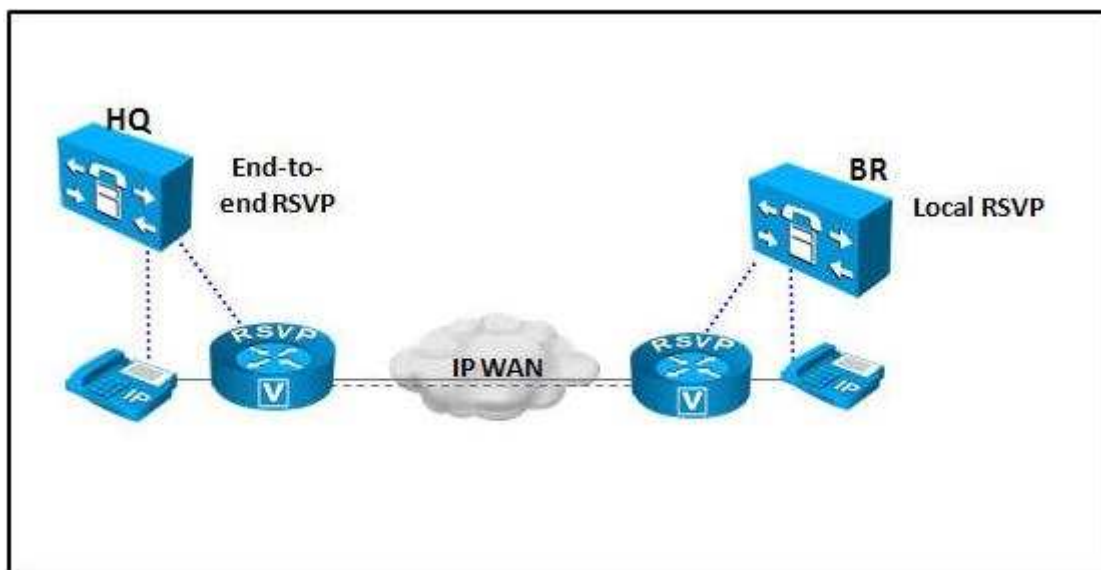 HQ
End-to-
end RSVP
BR
Local RSVP
RSVP
V
IP
IP WAN
RSVP
V
IP